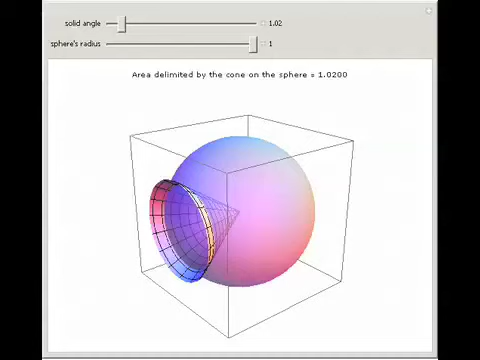 solid angle 1.02
sphere's radius 1
Area delimited by the cone on the sphere = 1.0200